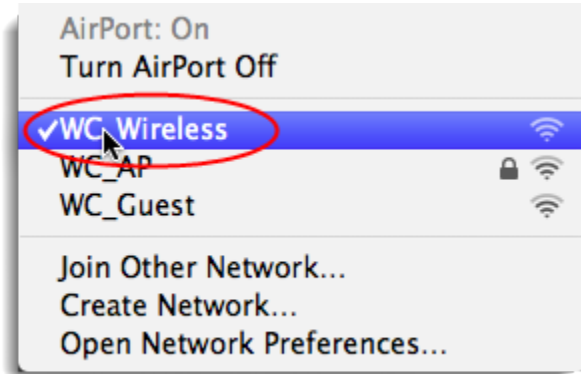 AirPort: On
Turn AirPort Off
WC_Wireless
WC_AP
WC_Guest
Join Other Network...
Create Network...
Open Network Preferences...